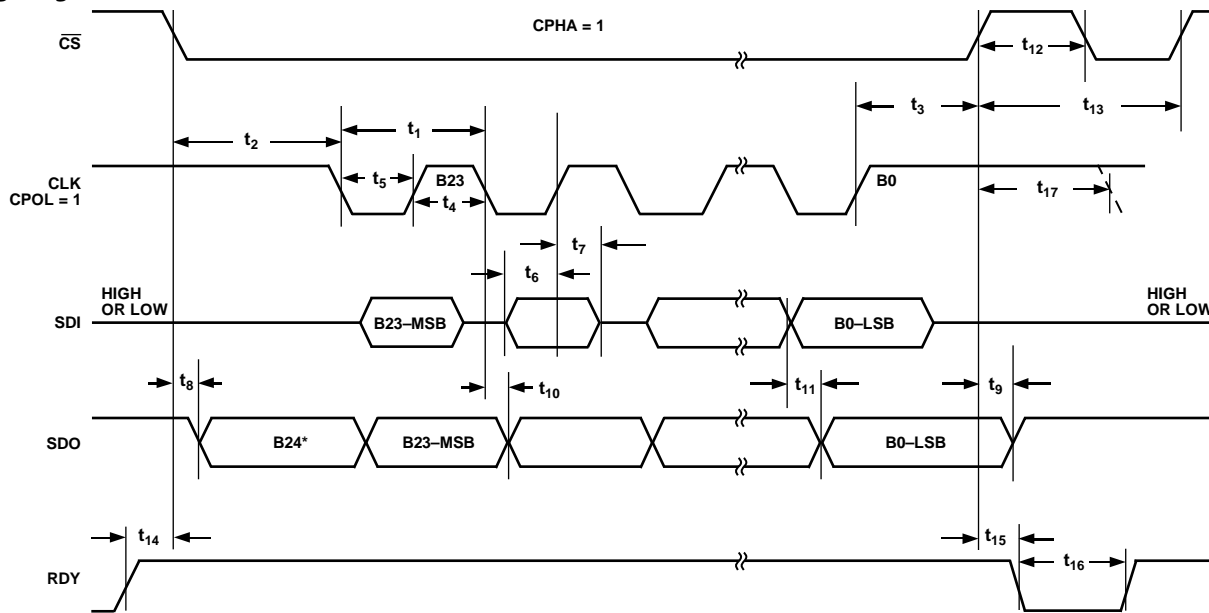 CPHA = 1
CS
t12
t3
t13
t1
t2
CLK
CPOL = 1
t5
B23
t4
B0
t17
t7
t6
HIGH
OR LOW
SDI
B23–MSB
B0–LSB
HIGH
OR LOW
t8
t10
t11
t9
SDO
B24*
B23–MSB
B0–LSB
t14
t15
t16
RDY